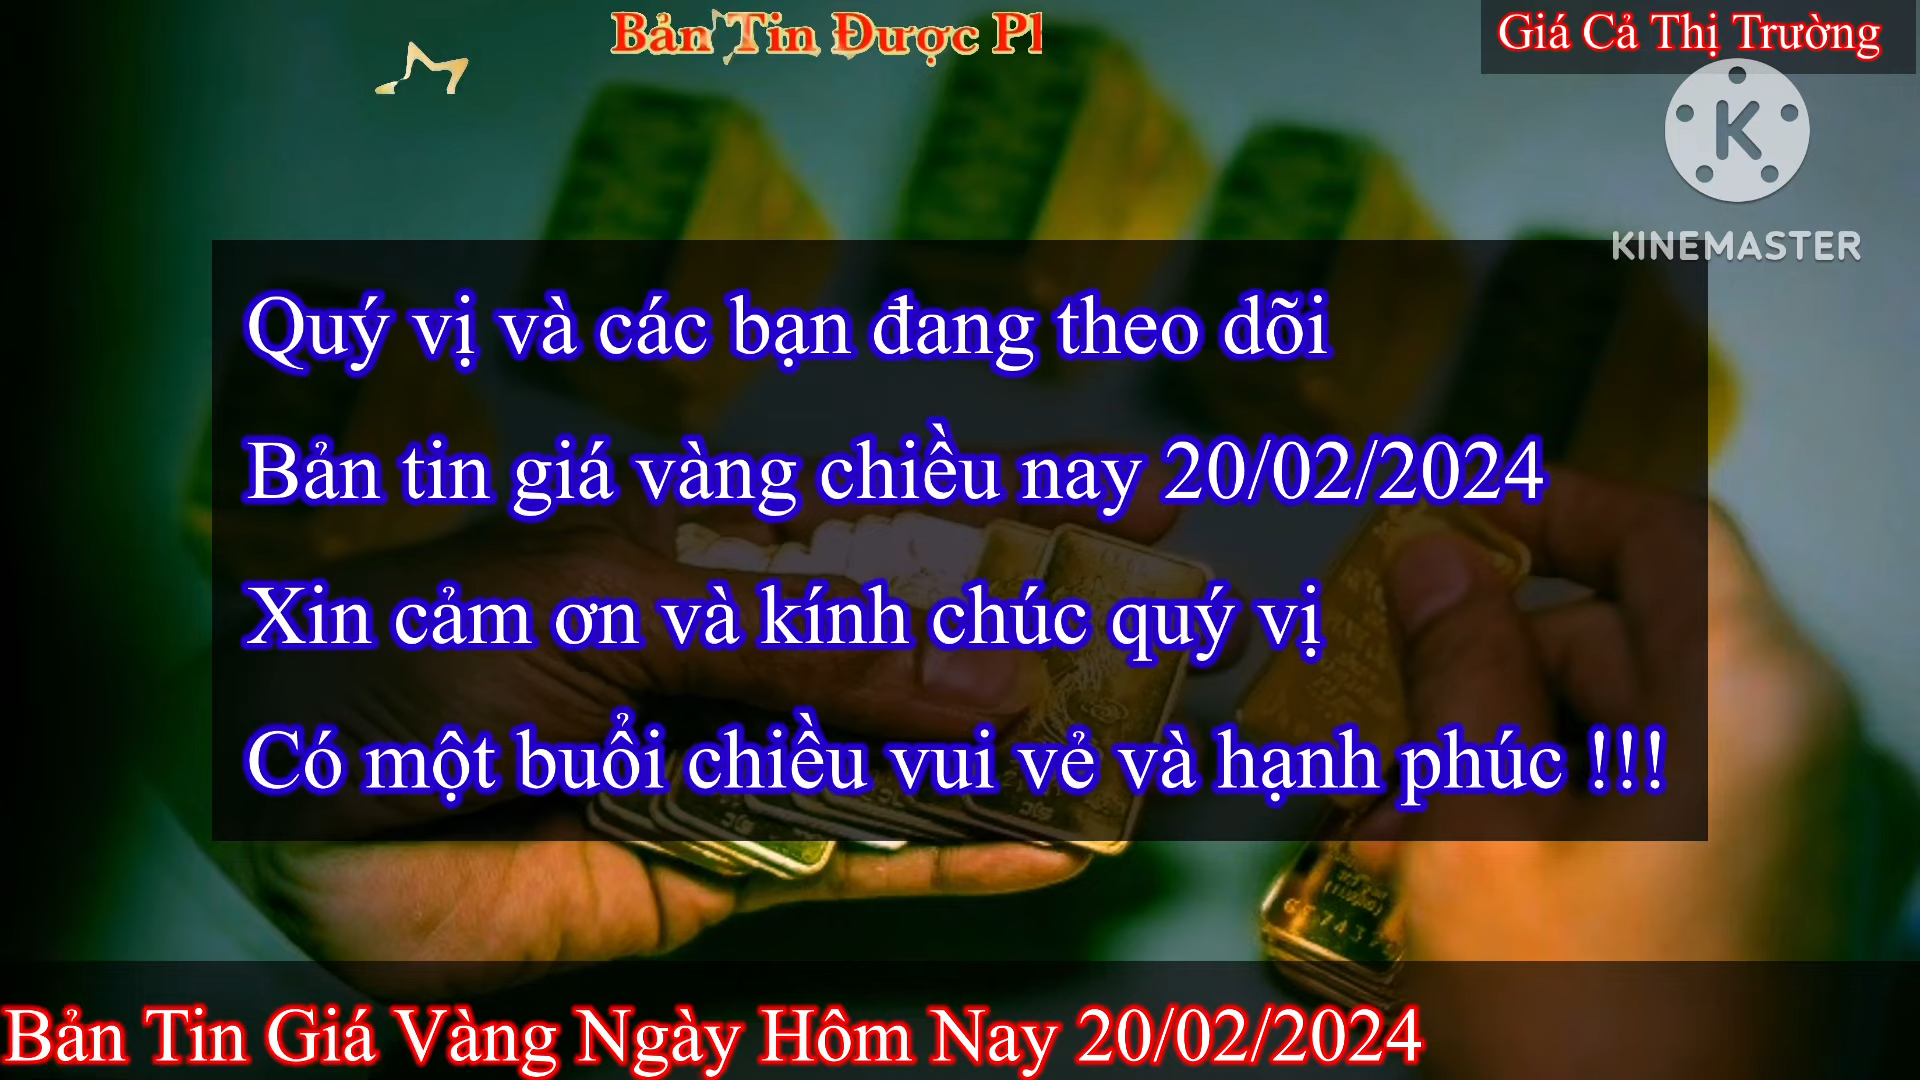 Bản Tin Được
Giá Cả Thị Trường
K
KINEMASTER
Quý vị và các bạn đang theo dõi
Bản tin giá vàng chiều nay 20/02/2024
Xin cảm ơn và kính chúc quý vị
Có một buổi chiều vui vẻ và hạnh phúc !!!
Bản Tin Giá Vàng Ngày Hôm Nay 20/02/2024